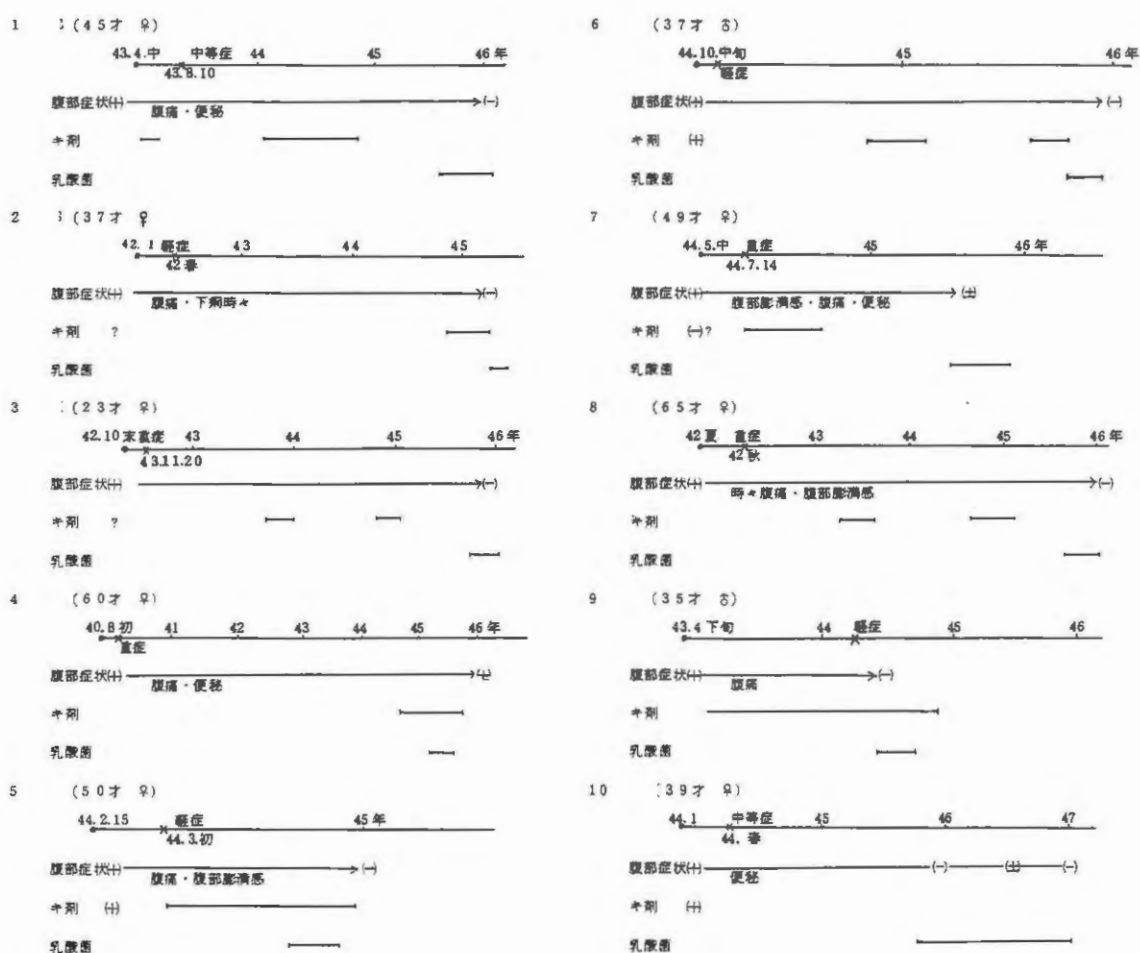 1 (45才 ♀)
43.4.中 中等症 44 45 46年
43.8.10
腹部症状(+) (-)
腹痛・便秘
キ剤
乳酸菌
2 (37才 ♀
42.1 軽症 43 44 45
42春
腹部症状(+) (-)
腹痛・下痢時々
キ剤 ?
乳酸菌
3 (23才 ♀)
42.10末重症 43 44 45 46年
43.11.20
腹部症状(+) (-)
キ剤 ?
乳酸菌
4 (60才 ♀)
40.8初 41 42 43 44 45 46年
重症
腹部症状(+)
腹痛・便秘
キ剤
乳酸菌
5 (50才 ♀)
44.2.15 軽症 45年
44.3.初
腹部症状(+) (-)
腹痛・腹部膨満感
キ剤 (+)
乳酸菌
6 (37才 ♂)
44.10.中旬 45 46年
軽症
腹部症状(+) (-)
キ剤 (+)
乳酸菌
7 (49才 ♀)
44.5.中 重症 45 46年
44.7.14
腹部症状(+) (±)
腹部膨満感・腹痛・便秘
キ剤 (-)?
乳酸菌
8 (65才 ♀)
42夏 重症 43 44 45 46年
42秋
腹部症状(+) (-)
時々腹痛・腹部膨満感
キ剤
乳酸菌
9 (35才 ♂)
43.4下旬 44 軽症 45 46
腹部症状(+) (-)
腹痛
キ剤
乳酸菌
10 (39才 ♀)
44.1 中等症 45 46 47
44.春
腹部症状(+) (-) (±) (-)
便秘
キ剤 (+)
乳酸菌